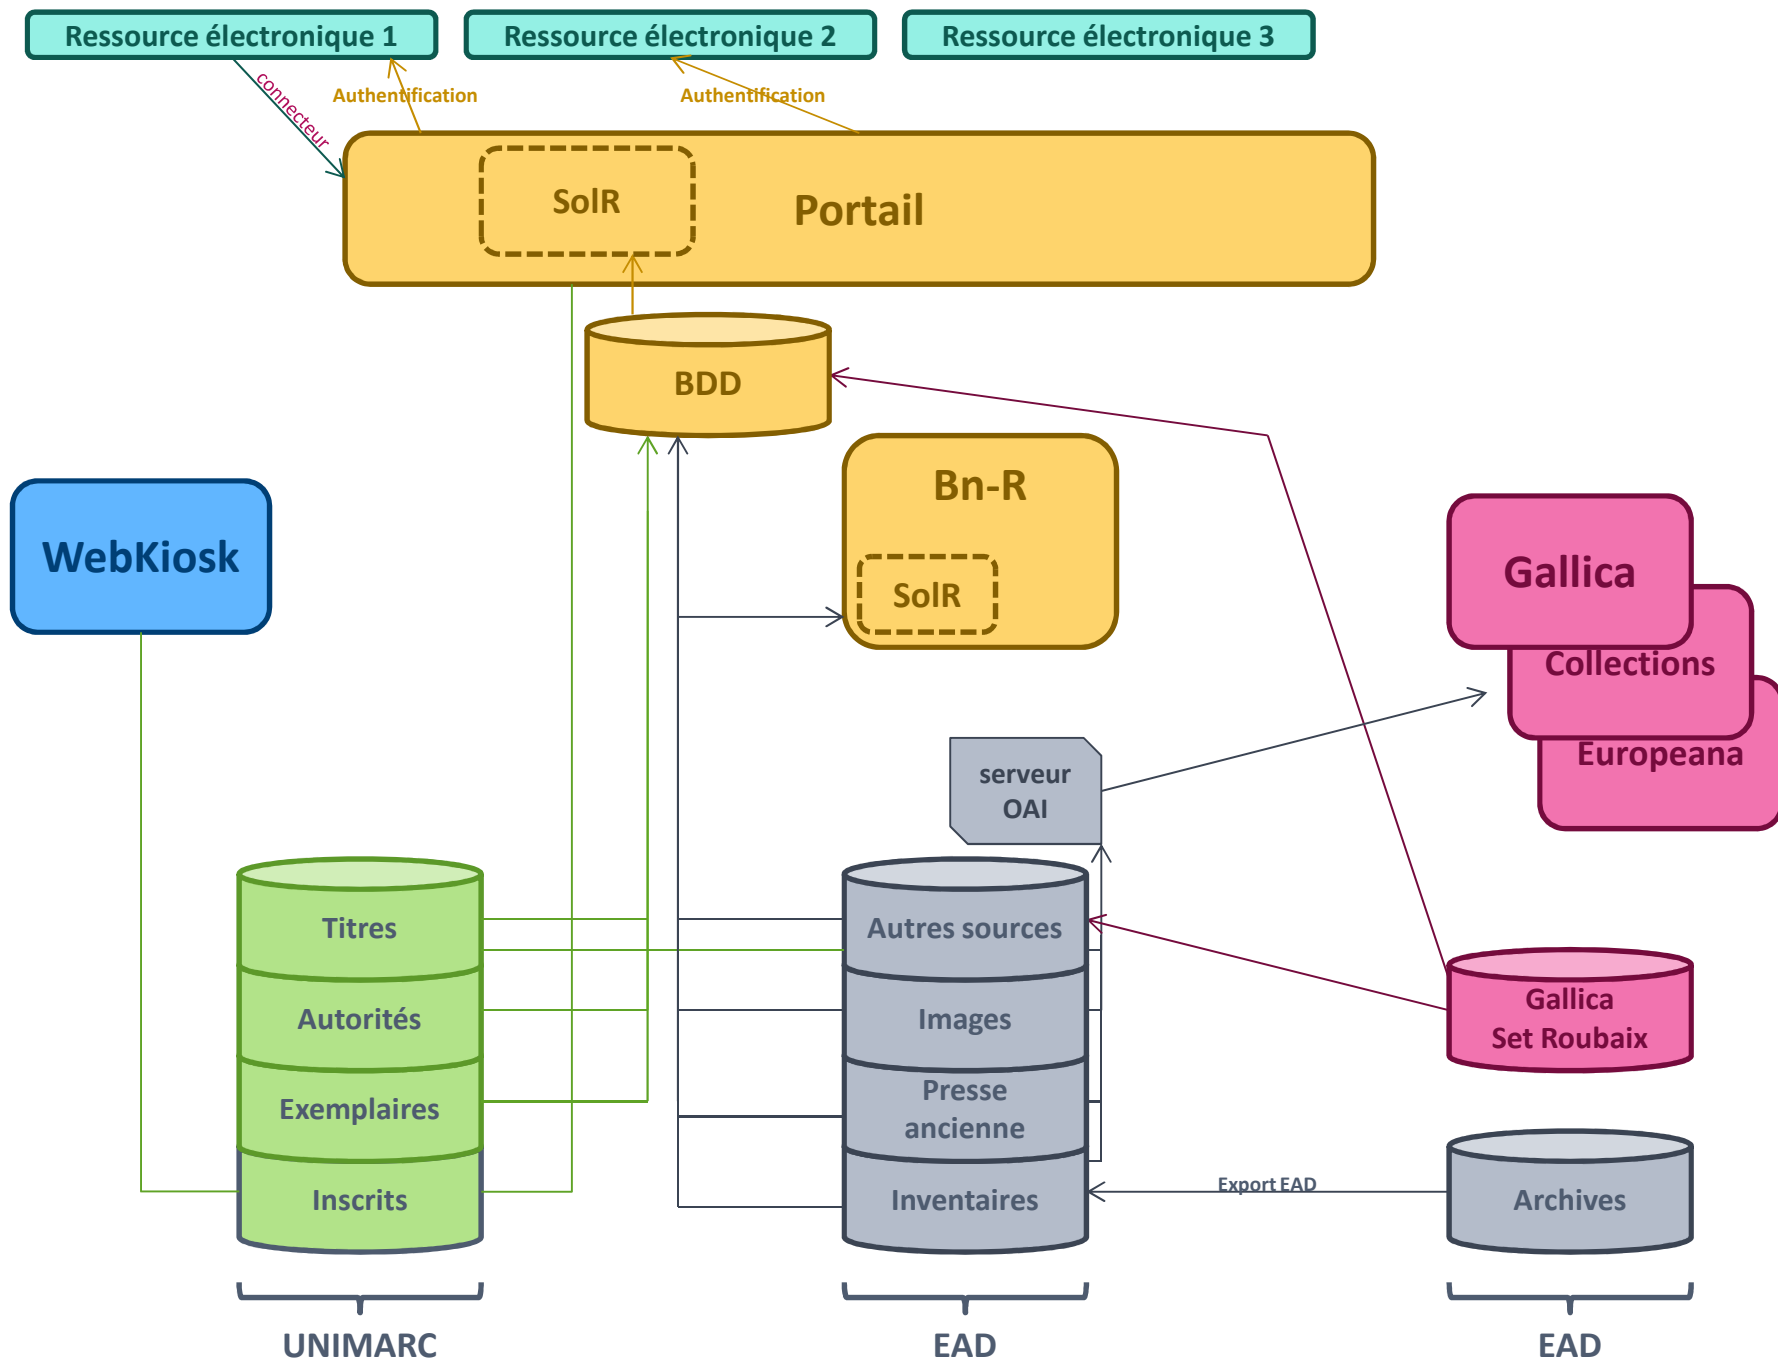 Ressource électronique 1
Ressource électronique 2
Ressource électronique 3
connecteur
Authentification
Authentification
SolR
Portail
BDD
Bn-R
SolR
WebKiosk
Gallica
Collections
Europeana
serveur
OAI
Titres
Autorités
Exemplaires
Inscrits
Autres sources
Images
Presse
ancienne
Inventaires
Gallica
Set Roubaix
Export EAD
Archives
UNIMARC
EAD
EAD